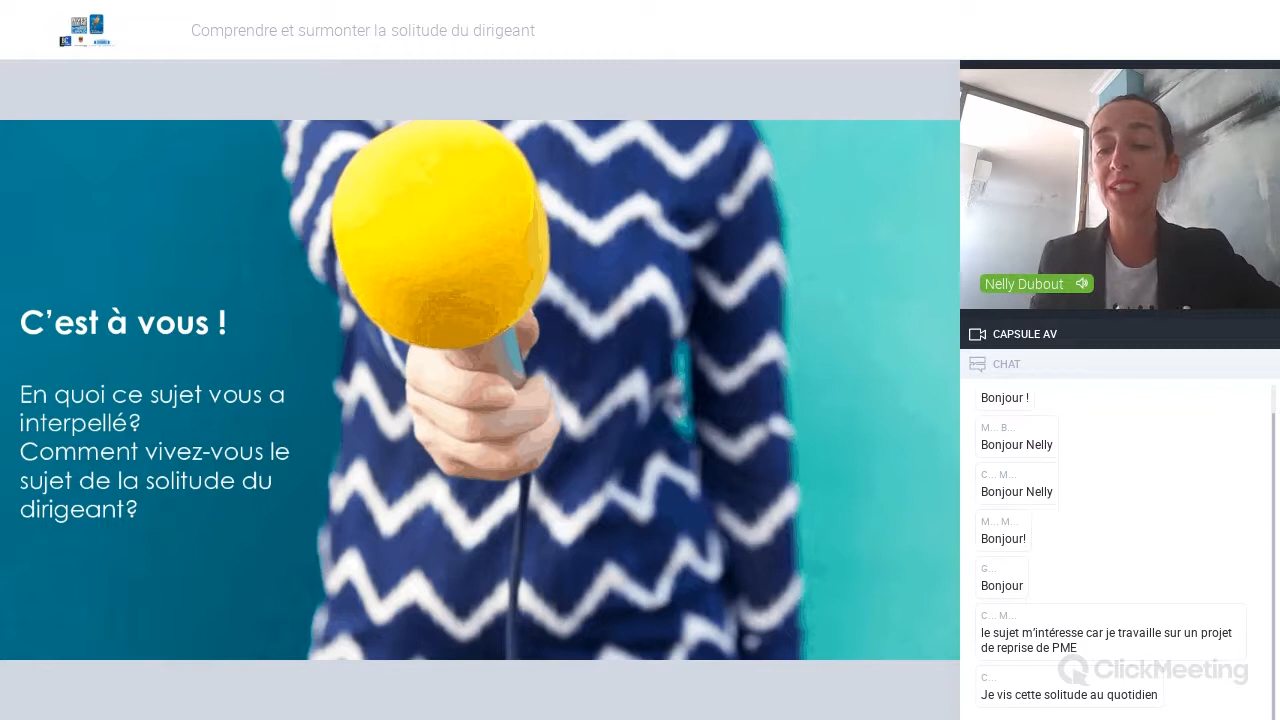 Comprendre et surmonter la solitude du dirigeant
C'est à vous !
En quoi ce sujet vous a
interpellé?
Comment vivez-vous le
sujet de la solitude du
dirigeant?
Nelly Dubout
CAPSULE AV
CHAT
Bonjour !
M... B...
Bonjour Nelly
C... M...
Bonjour Nelly
M... M...
Bonjour!
G...
Bonjour
C... M...
le sujet m'intéresse car je travaille sur un projet
de reprise de PME
ClickMeeting
C...
Je vis cette solitude au quotidien